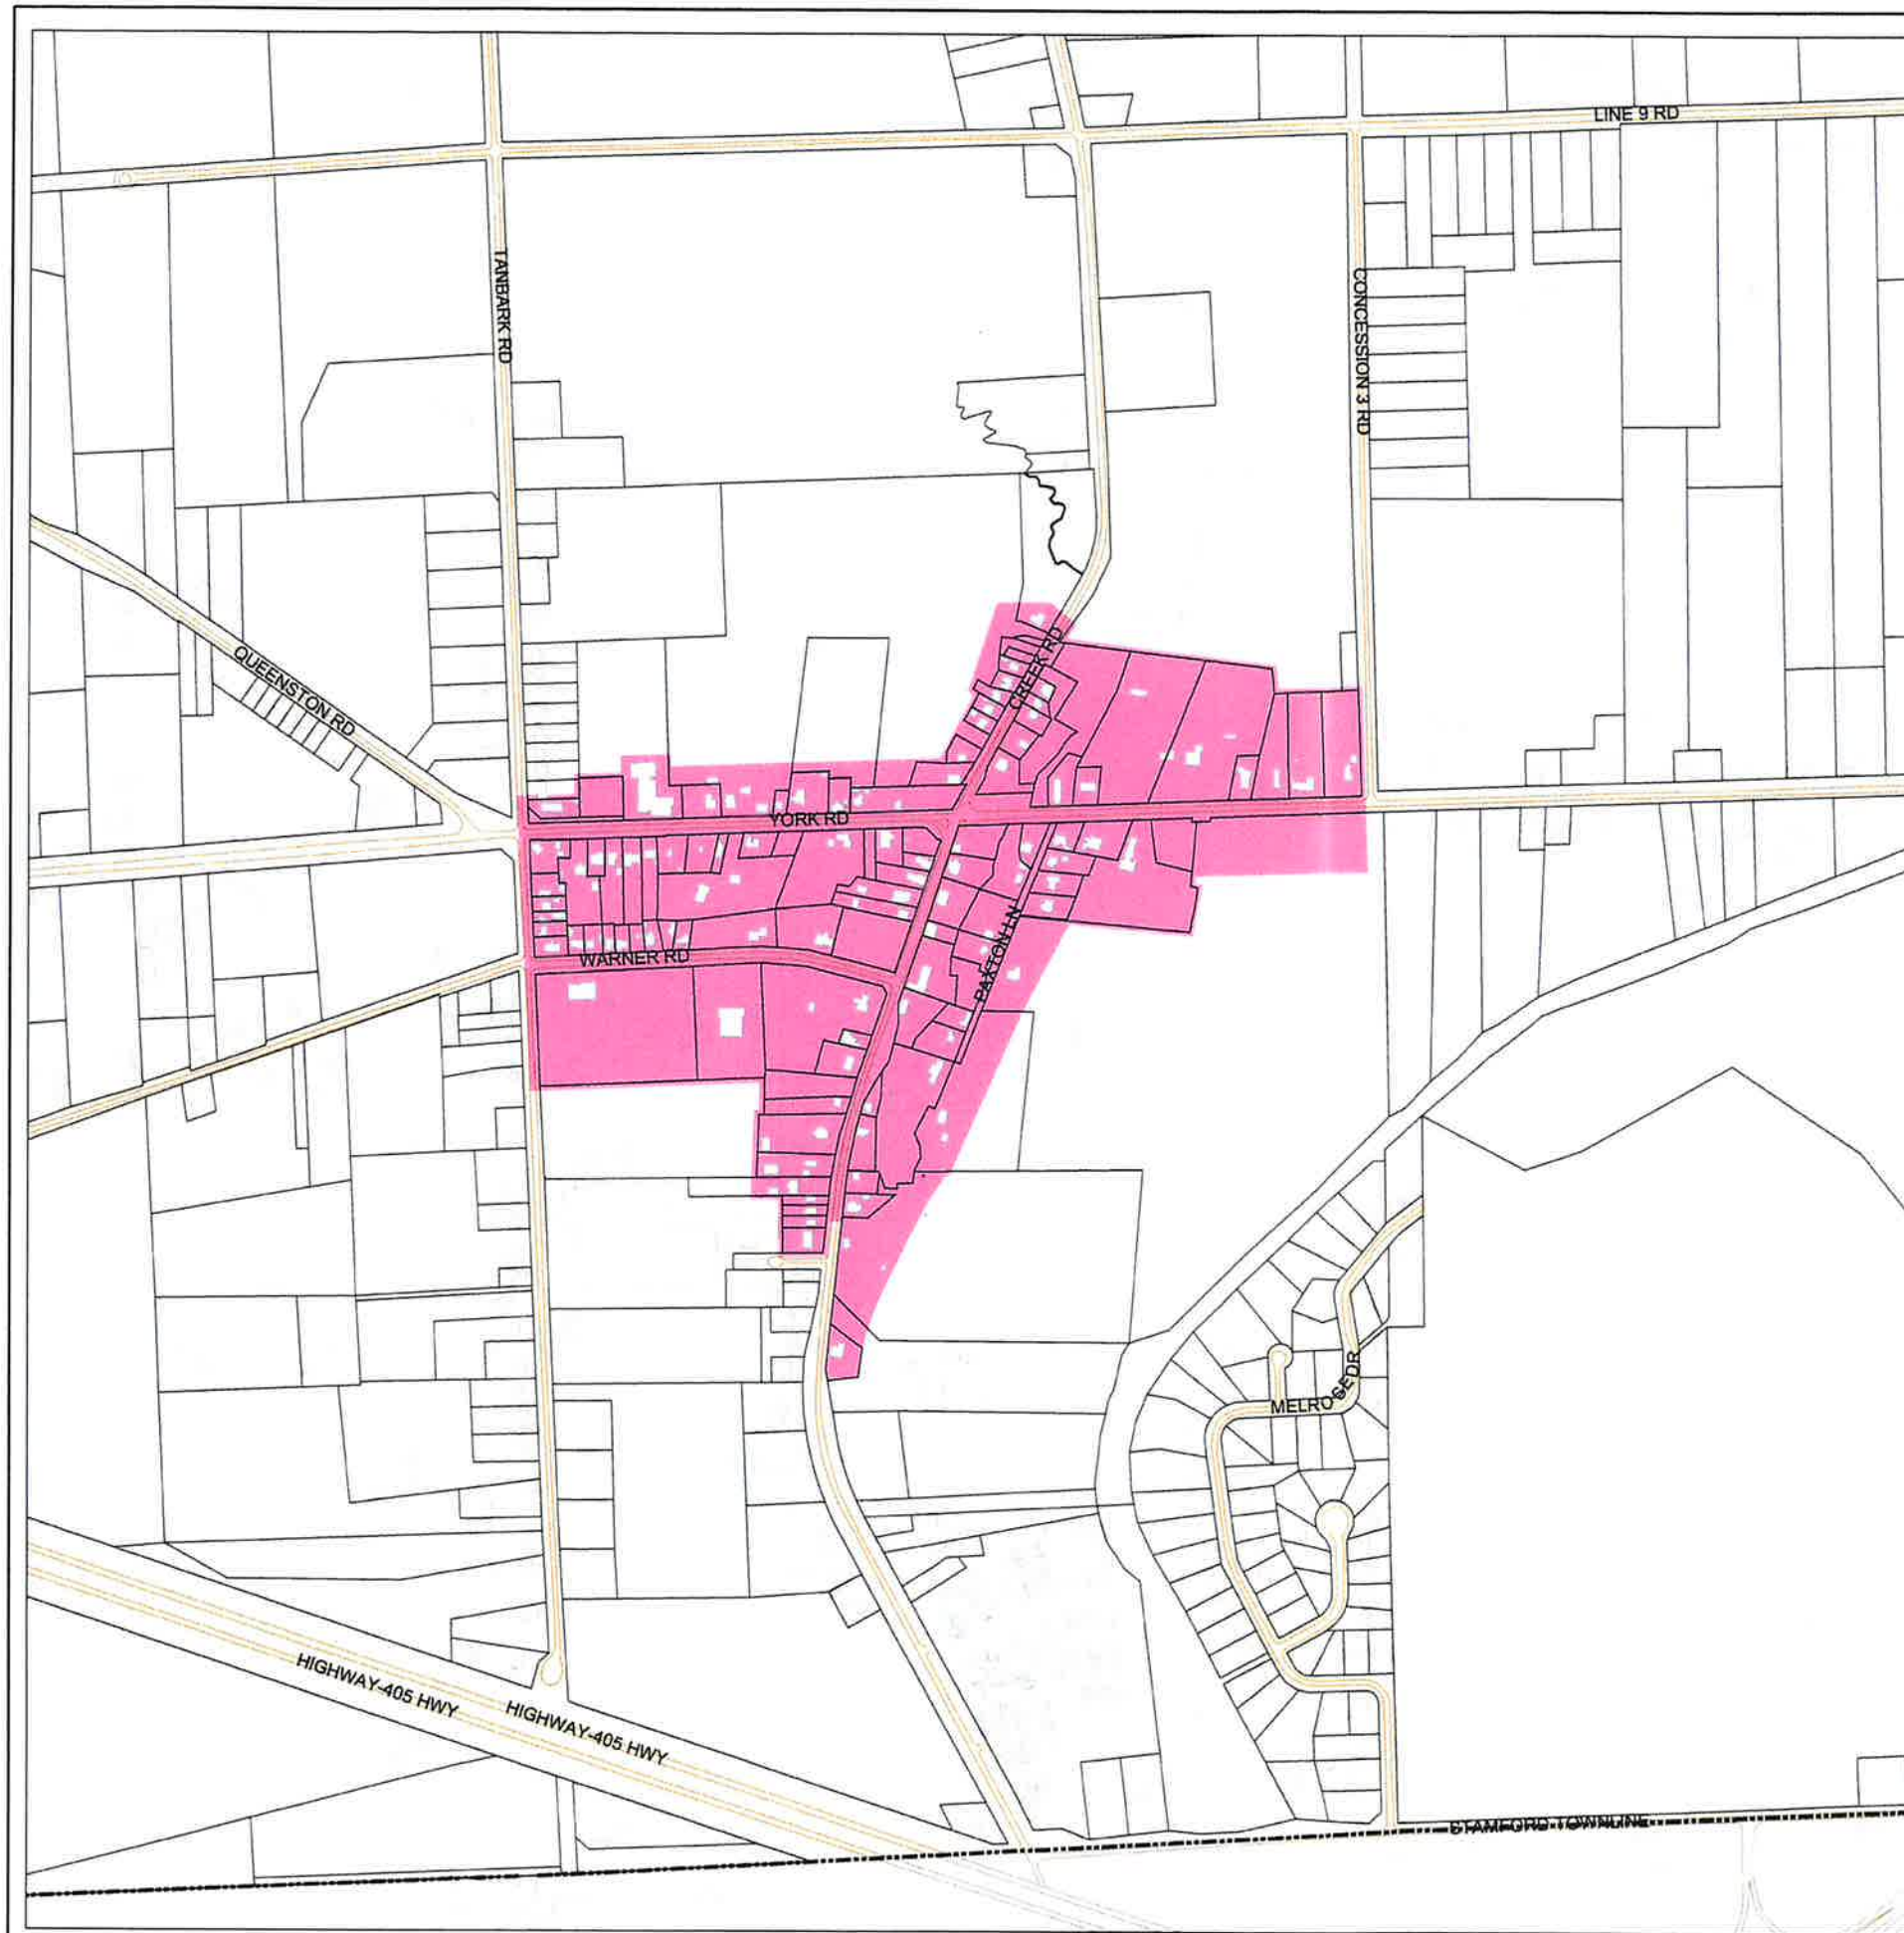 LINE 9 RD
TANBARK RD
CONCESSION 3 RD
QUEENSTON RD
CREEK RD
YORK RD
PAXTON LN
WARNER RD
MELROSE DR
HIGHWAY-405 HWY
HIGHWAY-405 HWY
STAMFORD TOWNLINE